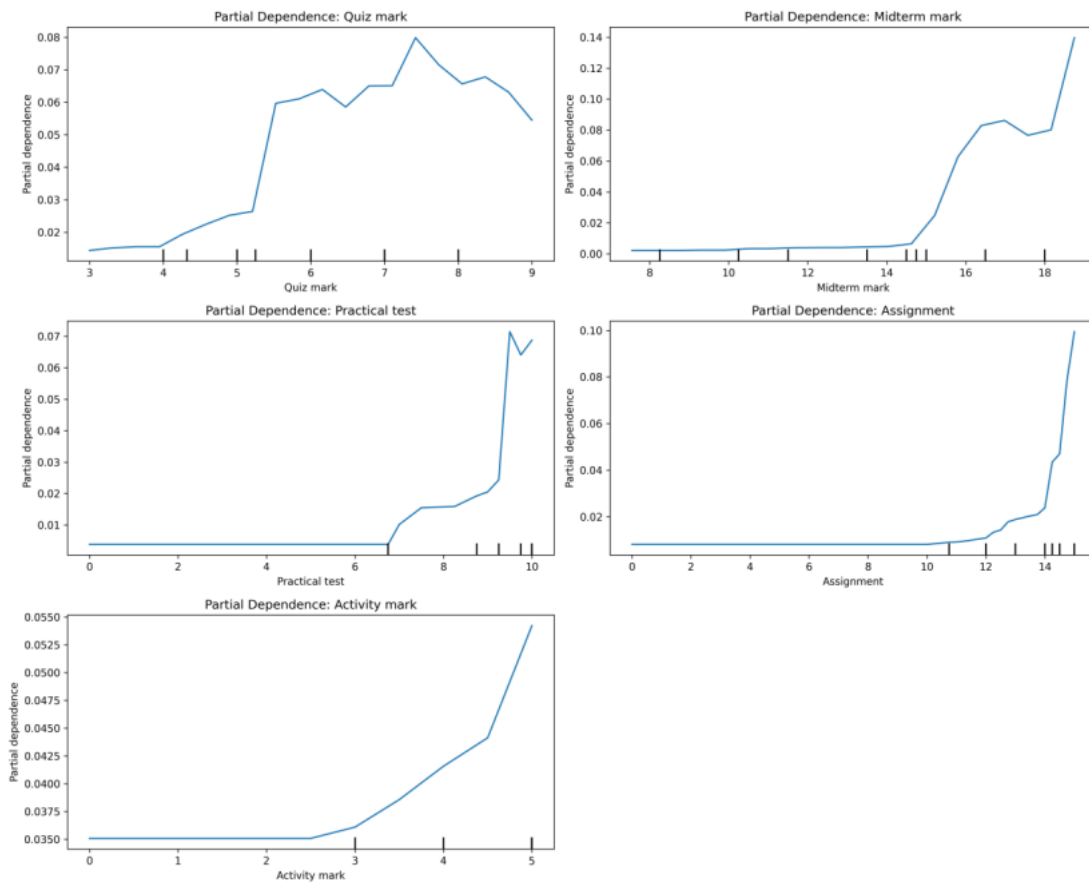 Partial Dependence: Quiz mark
Partial dependence
0.08
0.07
0.06
0.05
0.04
0.03
0.02
3 4 5 6 7 8 9
Quiz mark
Partial Dependence: Midterm mark
Partial dependence
0.14
0.12
0.10
0.08
0.06
0.04
0.02
0.00
8 10 12 14 16 18
Midterm mark
Partial Dependence: Practical test
Partial dependence
0.07
0.06
0.05
0.04
0.03
0.02
0.01
0 2 4 6 8 10
Practical test
Partial Dependence: Assignment
Partial dependence
0.10
0.08
0.06
0.04
0.02
0 2 4 6 8 10 12 14
Assignment
Partial Dependence: Activity mark
Partial dependence
0.0550
0.0525
0.0500
0.0475
0.0450
0.0425
0.0400
0.0375
0.0350
0 1 2 3 4 5
Activity mark